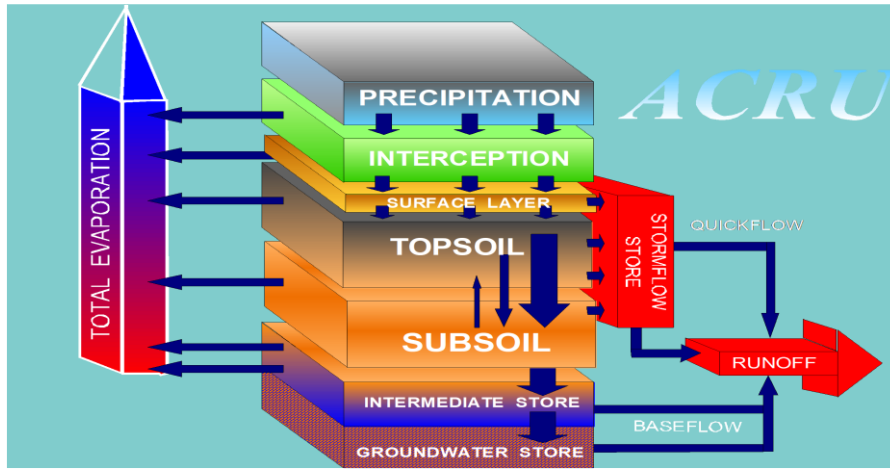 ACRU
PRECIPITATION
INTERCEPTION
SURFACE LAYER
TOPSOIL
SUBSOIL
INTERMEDIATE STORE
GROUNDWATER STORE
TOTAL EVAPORATION
STORMFLOW
STORE
QUICKFLOW
RUNOFF
BASEFLOW